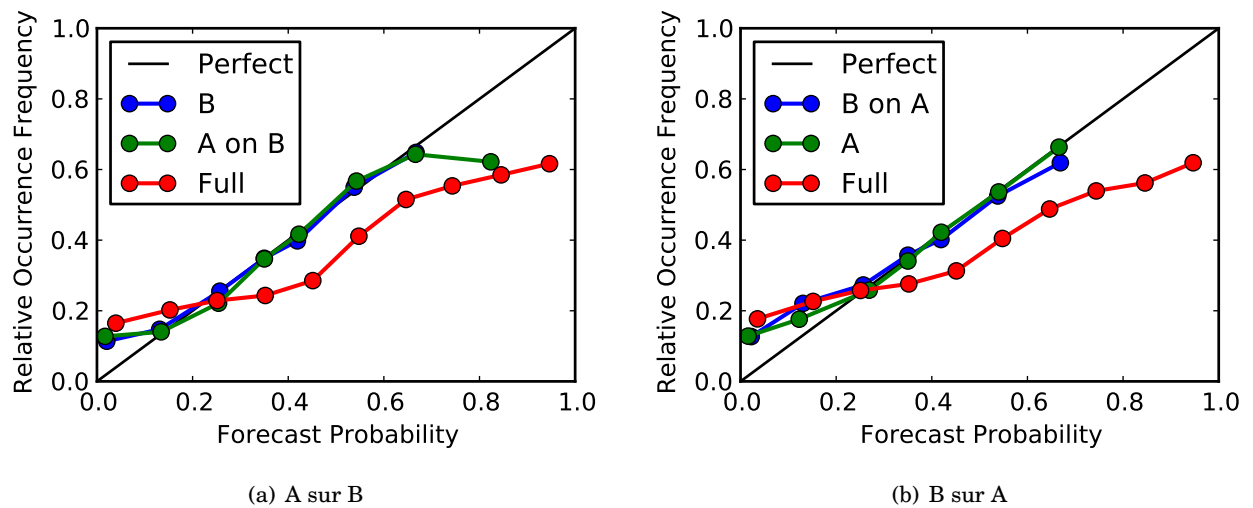 1.0
0.8
0.6
0.4
0.2
0.0
Relative Occurrence Frequency
Perfect
B
A on B
Full
0.0 0.2 0.4 0.6 0.8 1.0
Forecast Probability
(a) A sur B
1.0
0.8
0.6
0.4
0.2
0.0
Relative Occurrence Frequency
Perfect
B on A
A
Full
0.0 0.2 0.4 0.6 0.8 1.0
Forecast Probability
(b) B sur A